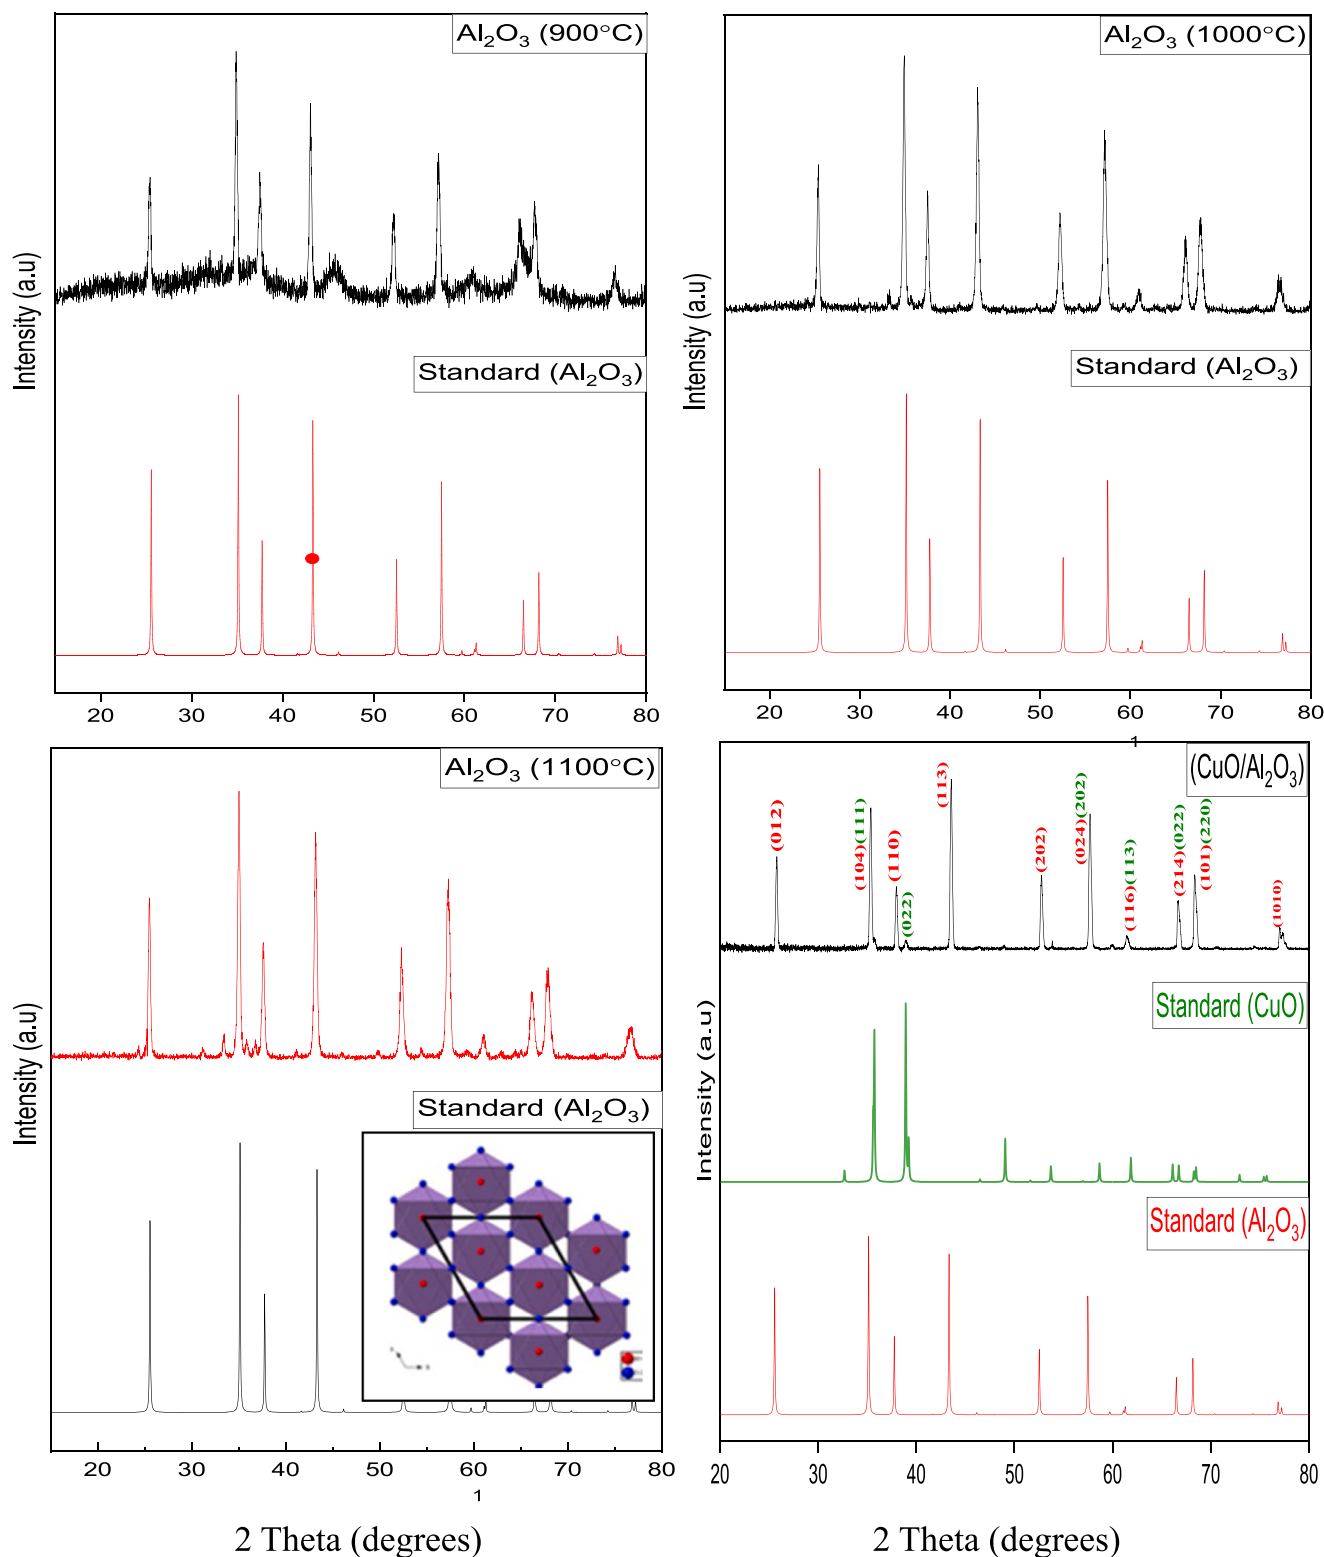 Al₂O₃ (900°C)
Intensity (a.u)
Standard (Al₂O₃)
20 30 40 50 60 70 80
Al₂O₃ (1000°C)
Intensity (a.u)
Standard (Al₂O₃)
20 30 40 50 60 70 80
1
Al₂O₃ (1100°C)
Intensity (a.u)
Standard (Al₂O₃)
20 30 40 50 60 70 80
1
2 Theta (degrees)
(CuO/Al₂O₃)
(012)
(104)(111)
(110)
(022)
(113)
(202)
(024)(202)
(116)(113)
(214)(022)
(101)(220)
(1010)
Intensity (a.u)
Standard (CuO)
Standard (Al₂O₃)
20 30 40 50 60 70 80
2 Theta (degrees)